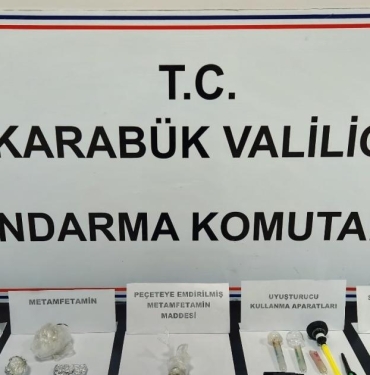 T.C.
KARABÜK VALİLİĞ
NDARMA KOMUTA
METAMFETAMİN
PEÇETEYE EMDİRİLMİŞ
METAMFETAMİN
MADDESİ
UYUŞTURUCU
KULLANMA APARATLARI